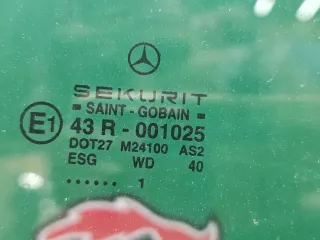 SEKURIT
SAINT - GOBAIN
E1 43 R - 001025
DOT27 M24100 AS2
ESG WD 40
...... 1